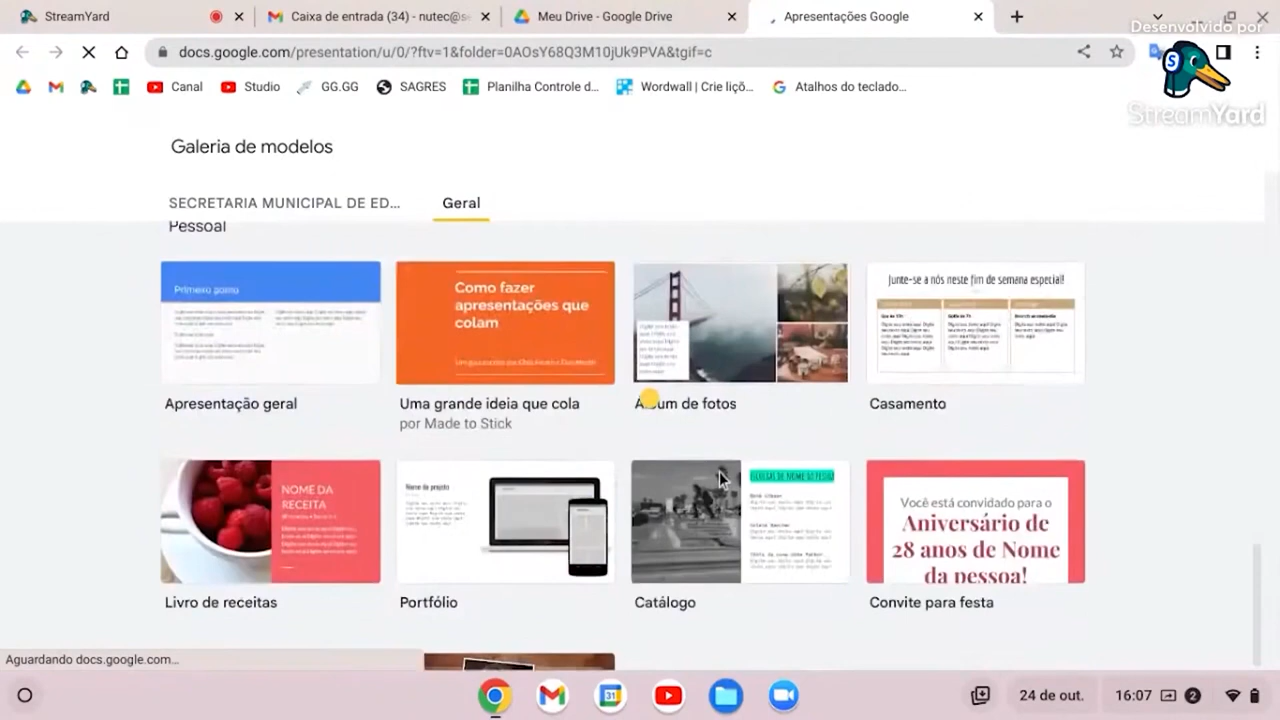 StreamYard
Caixa de entrada (34) - nutec@s
Meu Drive - Google Drive
Apresentações Google
Desenvolvido por
docs.google.com/presentation/u/0/?ftv=1&folder=0AOsY68Q3M10jUk9PVA&tgif=c
Canal
Studio
GG.GG
SAGRES
Planilha Controle d...
Wordwall | Crie liçõ...
Atalhos do teclado...
StreamYard
Galeria de modelos
SECRETARIA MUNICIPAL DE ED...
Geral
Pessoal
Primeiro ponto
Como fazer
apresentações que
colam
Junte-se a nós neste fim de semana especial!
Apresentação geral
Uma grande ideia que cola
por Made to Stick
Álbum de fotos
Casamento
NOME DA
RECEITA
Nome do projeto
Você está convidado para o
Aniversário de
28 anos de Nome
da pessoa!
Livro de receitas
Portfólio
Catálogo
Convite para festa
Aguardando docs.google.com...
31
24 de out.
16:07
2